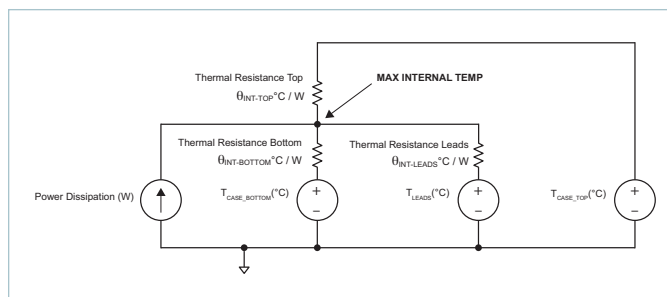 Thermal Resistance Top
MAX INTERNAL TEMP
θINT-TOP°C / W
Thermal Resistance Bottom
Thermal Resistance Leads
θINT-BOTTOM°C / W
θINT-LEADS°C / W
Power Dissipation (W)
TCASE_BOTTOM(°C)
+
–
TLEADS(°C)
+
–
TCASE_TOP(°C)
+
–